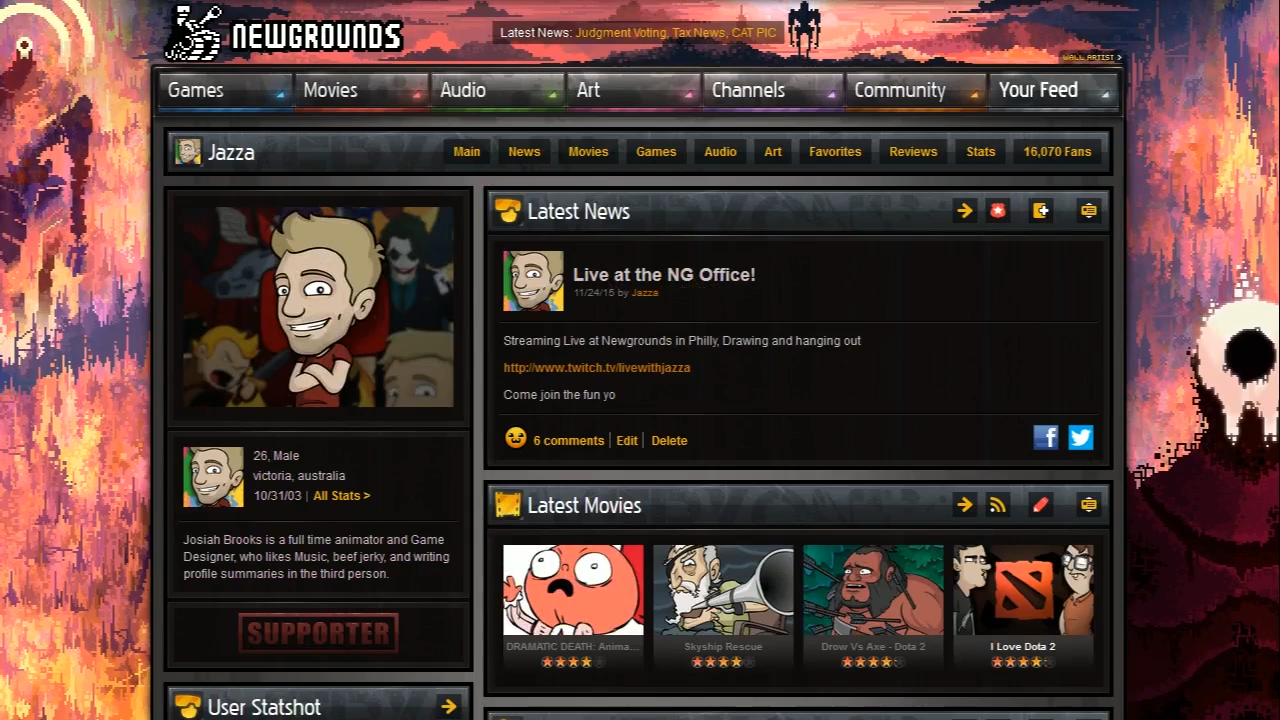 NEWGROUNDS
Latest News: Judgment Voting, Tax News, CAT PIC
WALL ARTIST >
Games Movies Audio Art Channels Community Your Feed
Jazza
Main News Movies Games Audio Art Favorites Reviews Stats 16,070 Fans
Latest News
Live at the NG Office!
11/24/15 by Jazza
Streaming Live at Newgrounds in Philly, Drawing and hanging out
http://www.twitch.tv/livewithjazza
Come join the fun yo
6 comments | Edit | Delete
26, Male
victoria, australia
10/31/03 | All Stats >
Josiah Brooks is a full time animator and Game
Designer, who likes Music, beef jerky, and writing
profile summaries in the third person.
SUPPORTER
User Statshot
Latest Movies
DRAMATIC DEATH: Anima...
Skyship Rescue
Drow Vs Axe - Dota 2
I Love Dota 2